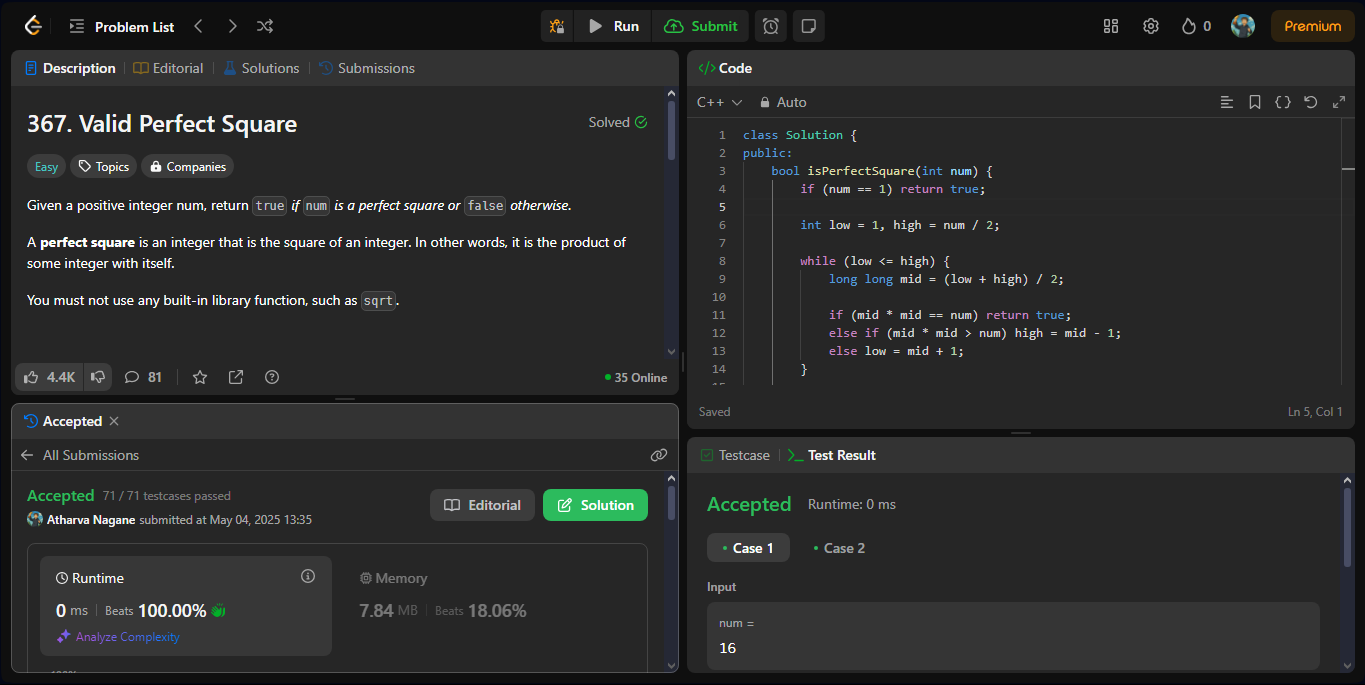 Problem List
Run
Submit
0
Premium
Description
Editorial
Solutions
Submissions
367. Valid Perfect Square
Solved
Easy
Topics
Companies
Given a positive integer num, return true if num is a perfect square or false otherwise.
A perfect square is an integer that is the square of an integer. In other words, it is the product of
some integer with itself.
You must not use any built-in library function, such as sqrt.
4.4K
81
35 Online
Accepted
All Submissions
Accepted 71 / 71 testcases passed
Atharva Nagane submitted at May 04, 2025 13:35
Editorial
Solution
Runtime
0 ms Beats 100.00%
Analyze Complexity
Memory
7.84 MB Beats 18.06%
</> Code
C++
Auto
1 class Solution {
2 public:
3 bool isPerfectSquare(int num) {
4 if (num == 1) return true;
5
6 int low = 1, high = num / 2;
7
8 while (low <= high) {
9 long long mid = (low + high) / 2;
10
11 if (mid * mid == num) return true;
12 else if (mid * mid > num) high = mid - 1;
13 else low = mid + 1;
14 }
Saved
Ln 5, Col 1
Testcase
Test Result
Accepted Runtime: 0 ms
Case 1
Case 2
Input
num =
16